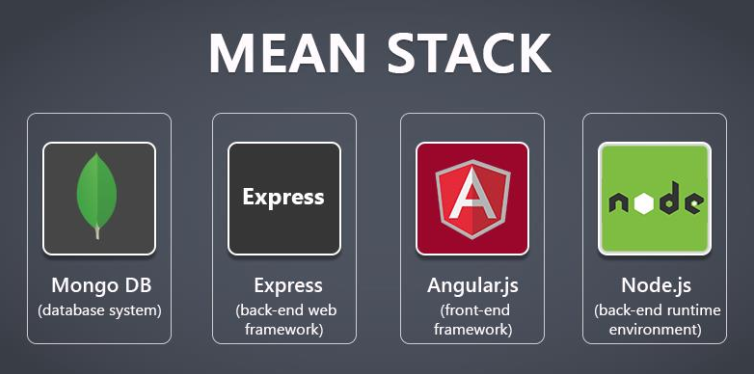 MEAN STACK
Express
node
Mongo DB
(database system)
Express
(back-end web
framework)
Angular.js
(front-end
framework)
Node.js
(back-end runtime
environment)